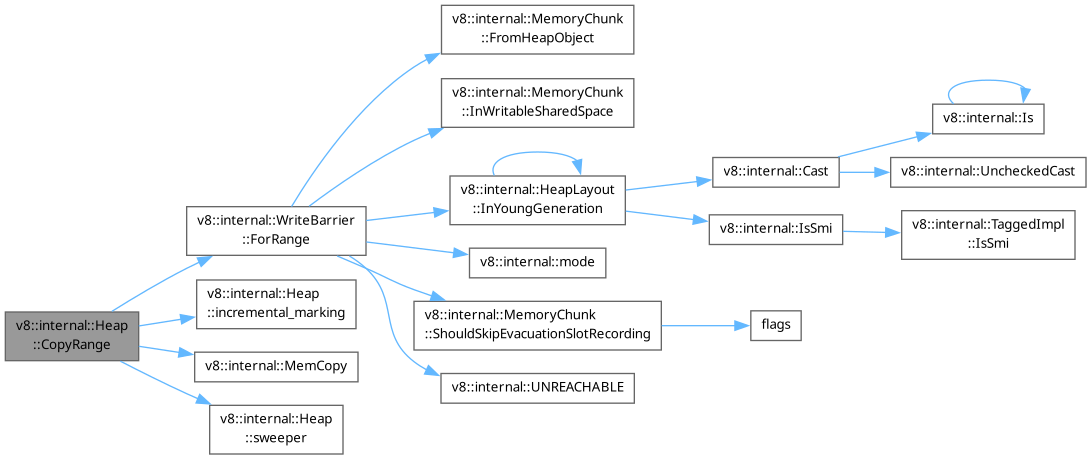 v8::internal::MemoryChunk
::FromHeapObject
v8::internal::MemoryChunk
::InWritableSharedSpace
v8::internal::Is
v8::internal::Cast
v8::internal::UncheckedCast
v8::internal::HeapLayout
::InYoungGeneration
v8::internal::WriteBarrier
::ForRange
v8::internal::IsSmi
v8::internal::TaggedImpl
::IsSmi
v8::internal::mode
v8::internal::Heap
::incremental_marking
v8::internal::Heap
::CopyRange
v8::internal::MemoryChunk
::ShouldSkipEvacuationSlotRecording
flags
v8::internal::MemCopy
v8::internal::UNREACHABLE
v8::internal::Heap
::sweeper